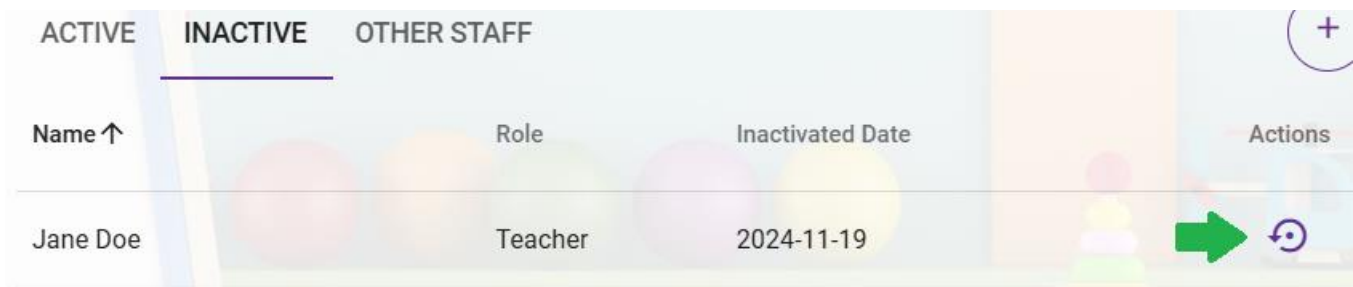 ACTIVE INACTIVE OTHER STAFF +
Name↑ Role Inactivated Date Actions
Jane Doe Teacher 2024-11-19